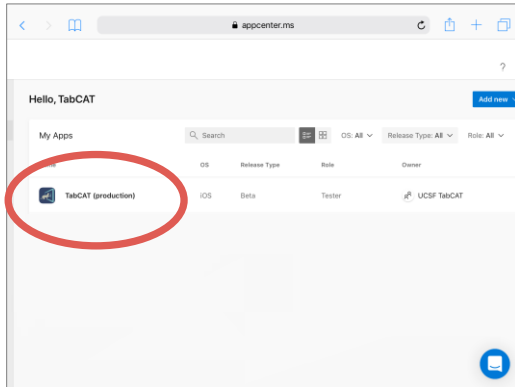 appcenter.ms
?
Hello, TabCAT
Add new
My Apps
Search
OS: All
Release Type: All
Role: All
OS
Release Type
Role
Owner
TabCAT (production)
iOS
Beta
Tester
UCSF TabCAT